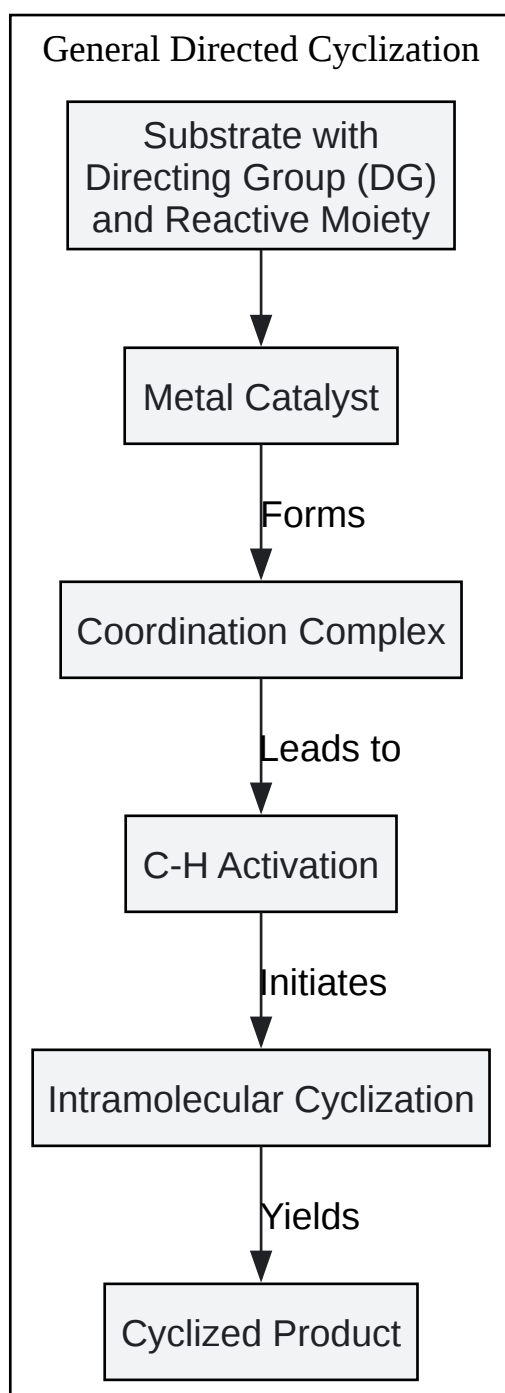 General Directed Cyclization
Substrate with
Directing Group (DG)
and Reactive Moiety
Metal Catalyst
Forms
Coordination Complex
Leads to
C-H Activation
Initiates
Intramolecular Cyclization
Yields
Cyclized Product